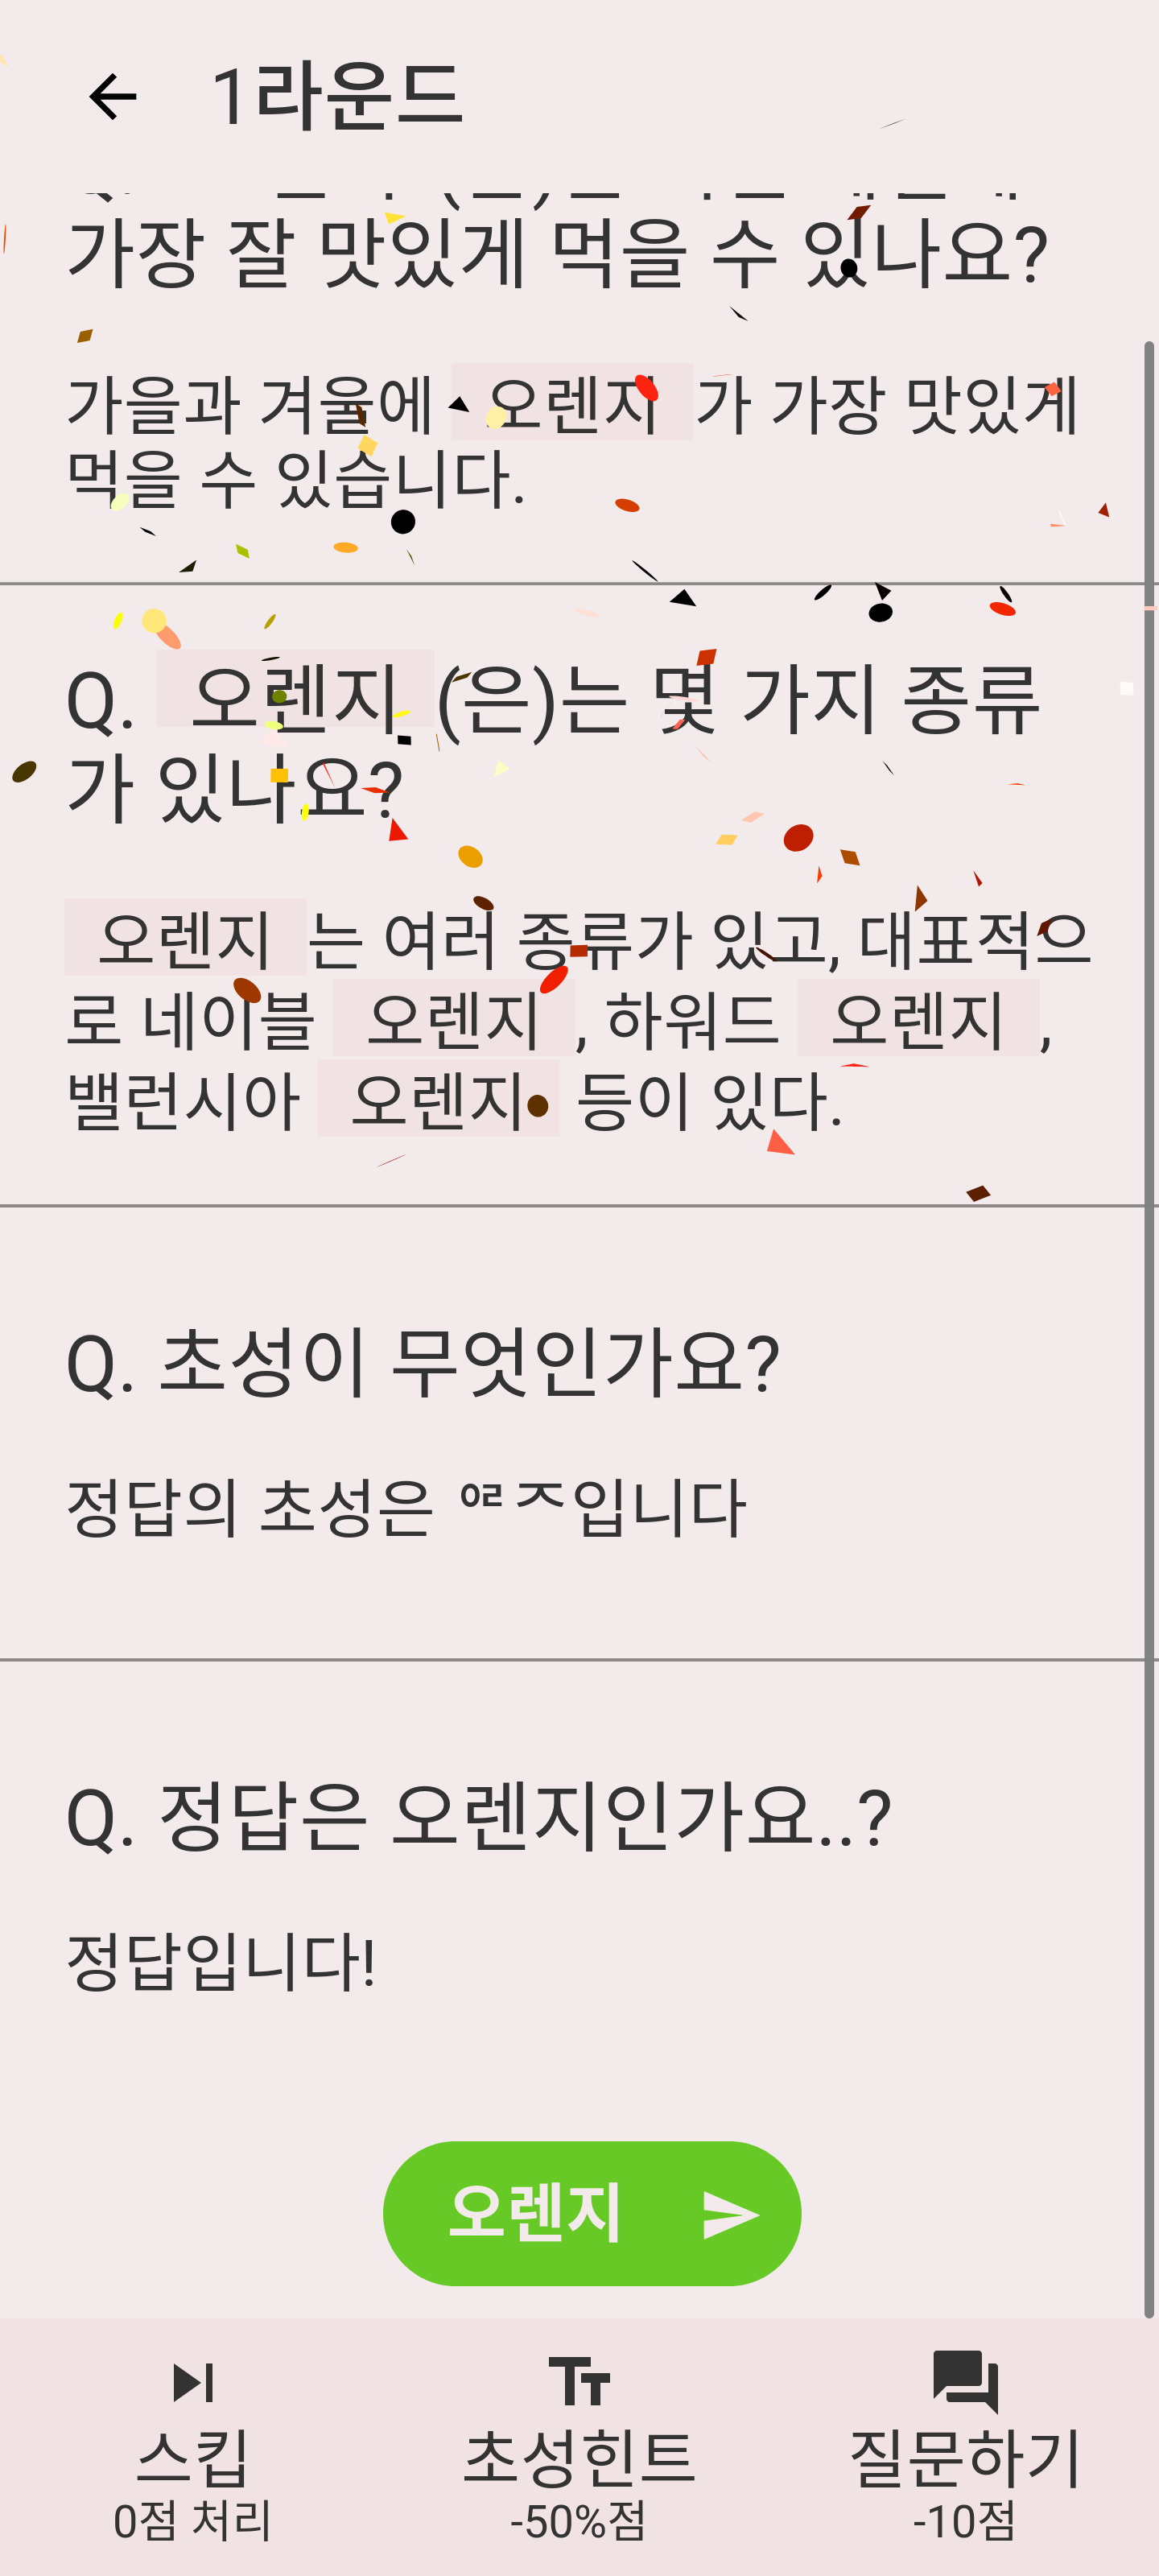 1라운드
가장 잘 맛있게 먹을 수 있나요?
가을과 겨울에 오렌지 가 가장 맛있게
먹을 수 있습니다.
Q. 오렌지 (은)는 몇 가지 종류
가 있나요?
오렌지 는 여러 종류가 있고, 대표적으
로 네이블 오렌지 , 하워드 오렌지 ,
밸런시아 오렌지 등이 있다.
Q. 초성이 무엇인가요?
정답의 초성은 ᄋᄅᄌ입니다
Q. 정답은 오렌지인가요..?
정답입니다!
오렌지
스킵 초성힌트 질문하기
0점 처리 -50%점 -10점